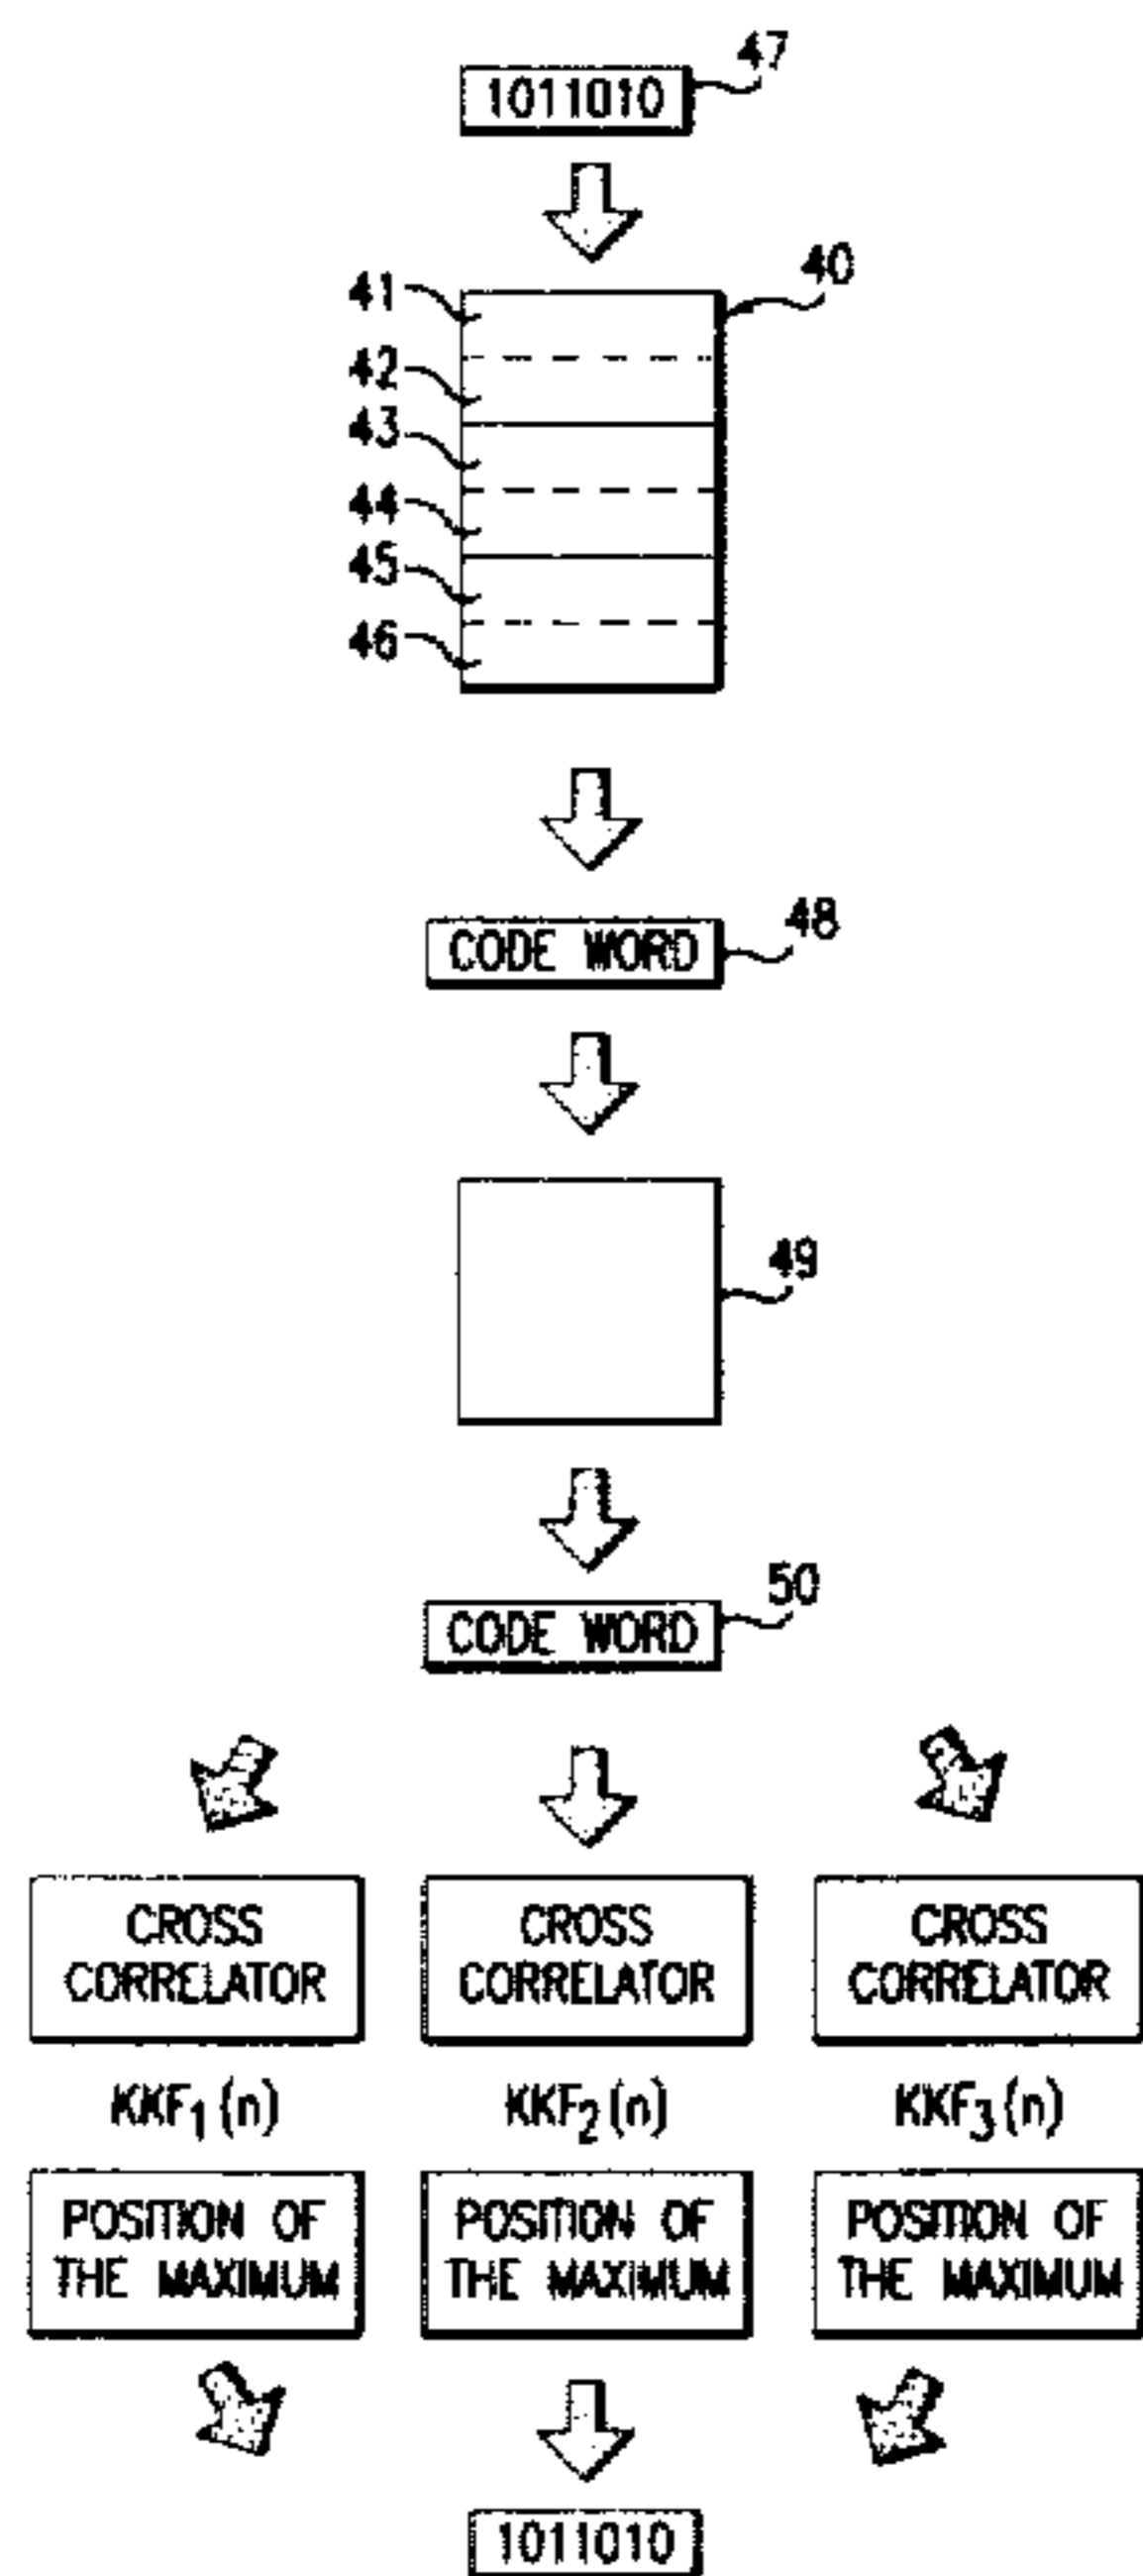 47
1011010
40
41
42
43
44
45
46
48
CODE WORD
49
50
CODE WORD
CROSS
CORRELATOR
CROSS
CORRELATOR
CROSS
CORRELATOR
KKF1(n)
KKF2(n)
KKF3(n)
POSITION OF
THE MAXIMUM
POSITION OF
THE MAXIMUM
POSITION OF
THE MAXIMUM
1011010